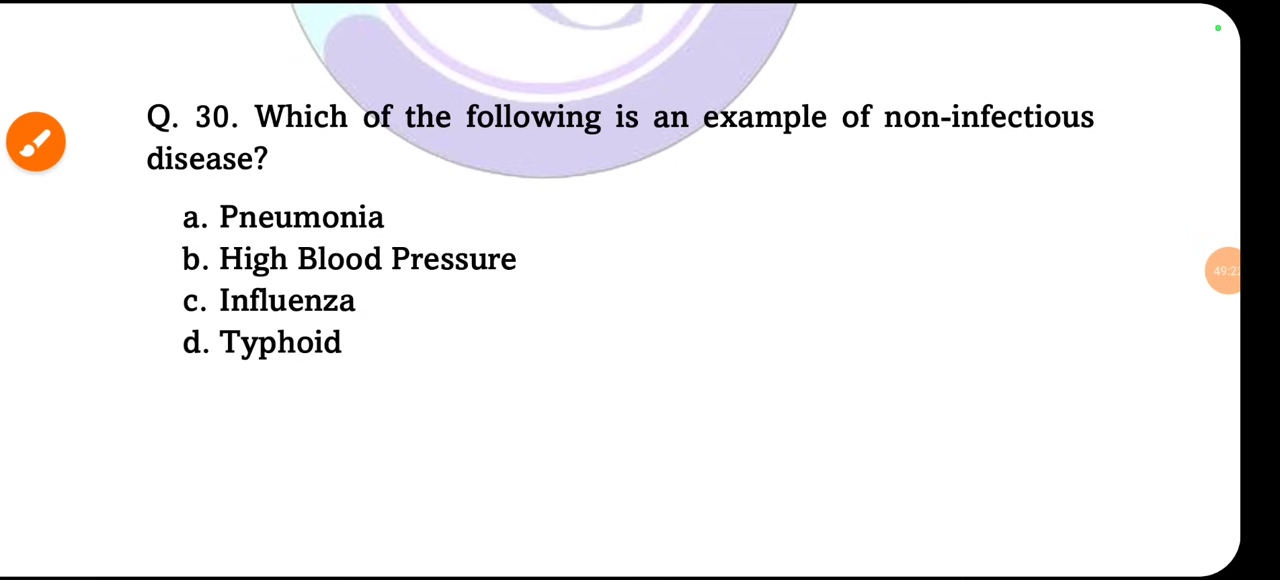 Q. 30. Which of the following is an example of non-infectious
disease?
a. Pneumonia
b. High Blood Pressure
c. Influenza
d. Typhoid